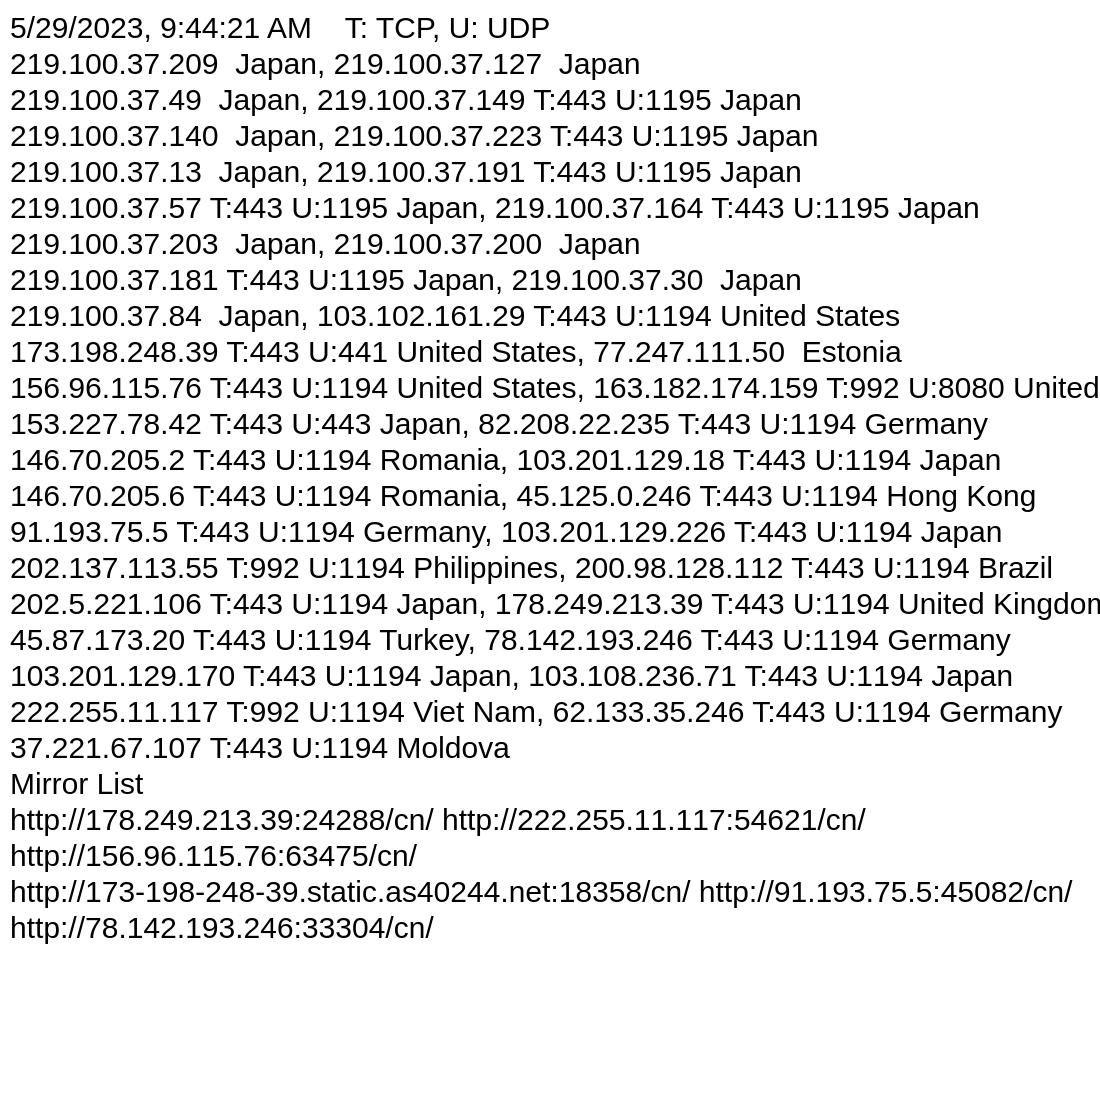 5/29/2023, 9:44:21 AM    T: TCP, U: UDP
219.100.37.209  Japan, 219.100.37.127  Japan
219.100.37.49  Japan, 219.100.37.149 T:443 U:1195 Japan
219.100.37.140  Japan, 219.100.37.223 T:443 U:1195 Japan
219.100.37.13  Japan, 219.100.37.191 T:443 U:1195 Japan
219.100.37.57 T:443 U:1195 Japan, 219.100.37.164 T:443 U:1195 Japan
219.100.37.203  Japan, 219.100.37.200  Japan
219.100.37.181 T:443 U:1195 Japan, 219.100.37.30  Japan
219.100.37.84  Japan, 103.102.161.29 T:443 U:1194 United States
173.198.248.39 T:443 U:441 United States, 77.247.111.50  Estonia
156.96.115.76 T:443 U:1194 United States, 163.182.174.159 T:992 U:8080 United
153.227.78.42 T:443 U:443 Japan, 82.208.22.235 T:443 U:1194 Germany
146.70.205.2 T:443 U:1194 Romania, 103.201.129.18 T:443 U:1194 Japan
146.70.205.6 T:443 U:1194 Romania, 45.125.0.246 T:443 U:1194 Hong Kong
91.193.75.5 T:443 U:1194 Germany, 103.201.129.226 T:443 U:1194 Japan
202.137.113.55 T:992 U:1194 Philippines, 200.98.128.112 T:443 U:1194 Brazil
202.5.221.106 T:443 U:1194 Japan, 178.249.213.39 T:443 U:1194 United Kingdom
45.87.173.20 T:443 U:1194 Turkey, 78.142.193.246 T:443 U:1194 Germany
103.201.129.170 T:443 U:1194 Japan, 103.108.236.71 T:443 U:1194 Japan
222.255.11.117 T:992 U:1194 Viet Nam, 62.133.35.246 T:443 U:1194 Germany
37.221.67.107 T:443 U:1194 Moldova
Mirror List
http://178.249.213.39:24288/cn/ http://222.255.11.117:54621/cn/
http://156.96.115.76:63475/cn/
http://173-198-248-39.static.as40244.net:18358/cn/ http://91.193.75.5:45082/cn/
http://78.142.193.246:33304/cn/